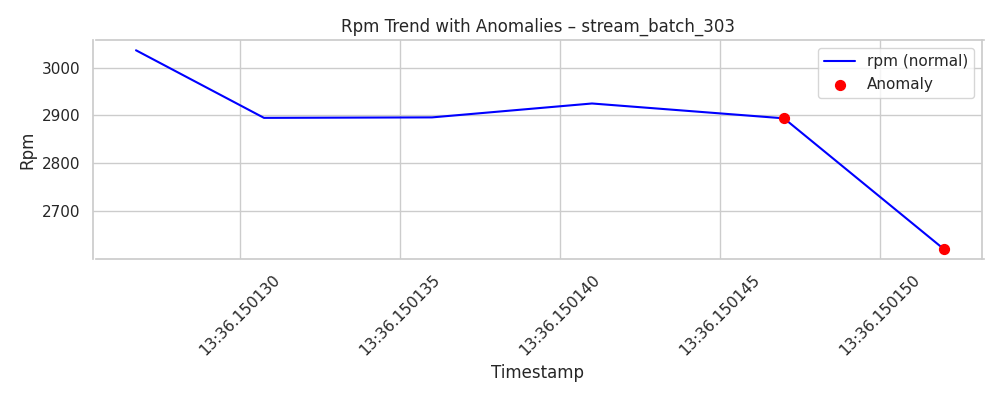 Rpm Trend with Anomalies – stream_batch_303
rpm (normal)
Anomaly
Rpm
3000
2900
2800
2700
13:36.150130
13:36.150135
13:36.150140
13:36.150145
13:36.150150
Timestamp